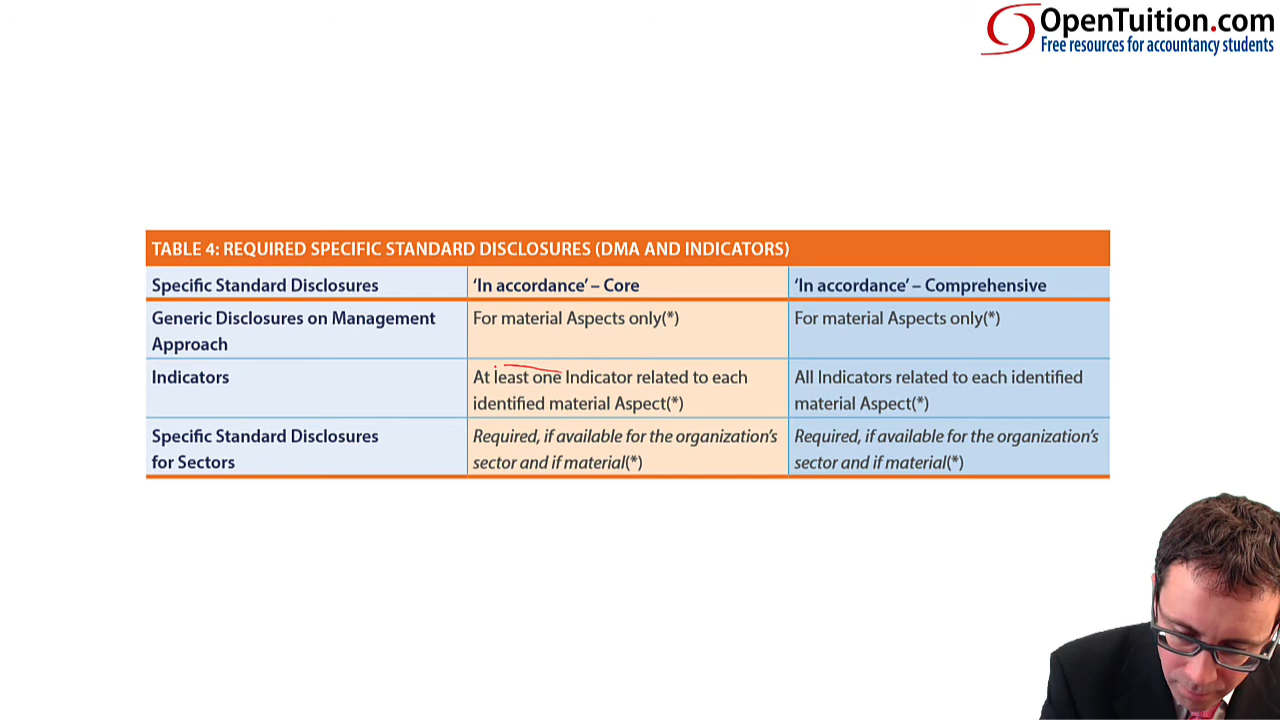 OpenTuition.com
Free resources for accountancy students
TABLE 4: REQUIRED SPECIFIC STANDARD DISCLOSURES (DMA AND INDICATORS)
Specific Standard Disclosures
'In accordance' – Core
'In accordance' – Comprehensive
Generic Disclosures on Management
Approach
For material Aspects only(*)
For material Aspects only(*)
Indicators
At least one Indicator related to each
identified material Aspect(*)
All Indicators related to each identified
material Aspect(*)
Specific Standard Disclosures
for Sectors
Required, if available for the organization's
sector and if material(*)
Required, if available for the organization's
sector and if material(*)